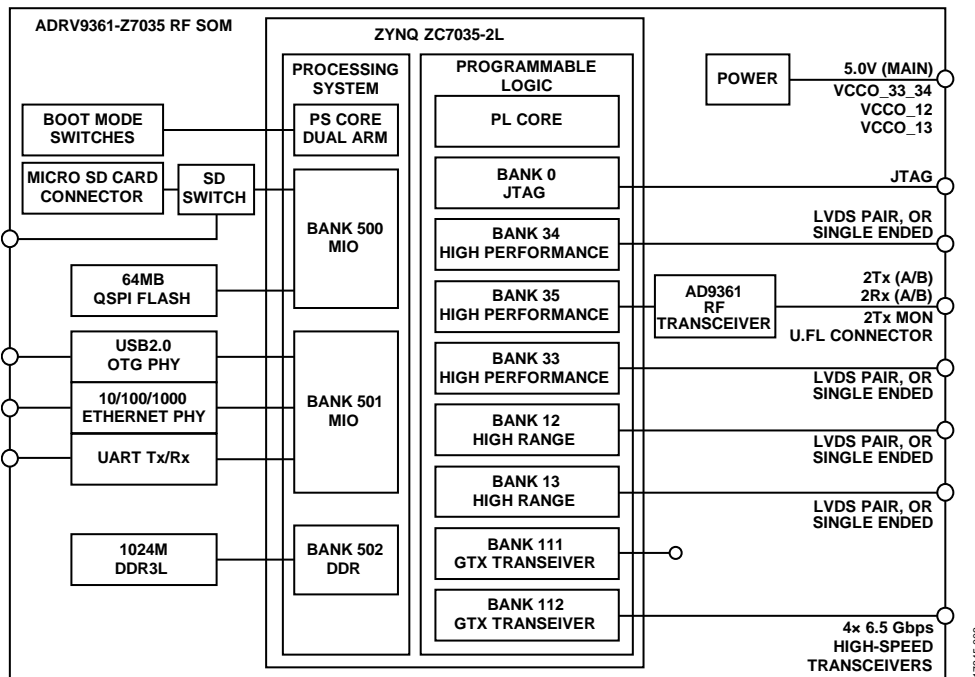 ADRV9361-Z7035 RF SOM
ZYNQ ZC7035-2L
PROCESSING
SYSTEM
PROGRAMMABLE
LOGIC
POWER
5.0V (MAIN)
VCCO_33_34
VCCO_12
VCCO_13
BOOT MODE
SWITCHES
PS CORE
DUAL ARM
PL CORE
MICRO SD CARD
CONNECTOR
SD
SWITCH
BANK 500
MIO
BANK 0
JTAG
JTAG
BANK 34
HIGH PERFORMANCE
LVDS PAIR, OR
SINGLE ENDED
64MB
QSPI FLASH
BANK 35
HIGH PERFORMANCE
AD9361
RF
TRANSCEIVER
2Tx (A/B)
2Rx (A/B)
2Tx MON
U.FL CONNECTOR
USB2.0
OTG PHY
10/100/1000
ETHERNET PHY
UART Tx/Rx
BANK 501
MIO
BANK 33
HIGH PERFORMANCE
LVDS PAIR, OR
SINGLE ENDED
BANK 12
HIGH RANGE
LVDS PAIR, OR
SINGLE ENDED
BANK 13
HIGH RANGE
LVDS PAIR, OR
SINGLE ENDED
1024M
DDR3L
BANK 502
DDR
BANK 111
GTX TRANSEIVER
BANK 112
GTX TRANSEIVER
4× 6.5 Gbps
HIGH-SPEED
TRANSCEIVERS